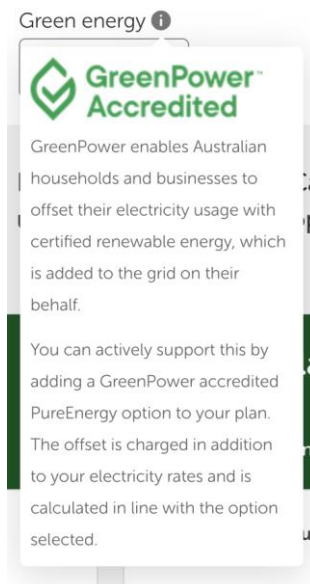 Green energy
GreenPower™
Accredited
GreenPower enables Australian
households and businesses to
offset their electricity usage with
certified renewable energy, which
is added to the grid on their
behalf.
You can actively support this by
adding a GreenPower accredited
PureEnergy option to your plan.
The offset is charged in addition
to your electricity rates and is
calculated in line with the option
selected.